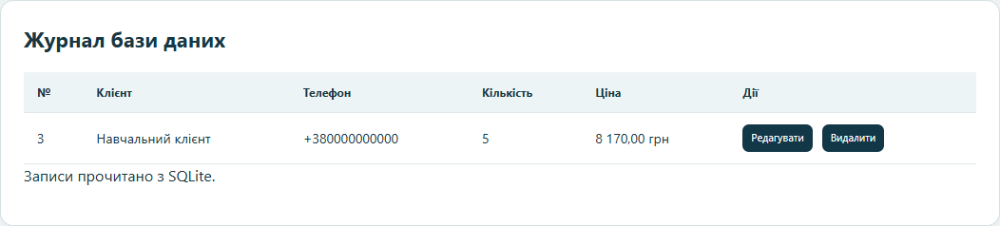 Журнал бази даних
№ Клієнт Телефон Кількість Ціна Дії
3 Навчальний клієнт +380000000000 5 8 170,00 грн Редагувати Видалити
Записи прочитано з SQLite.